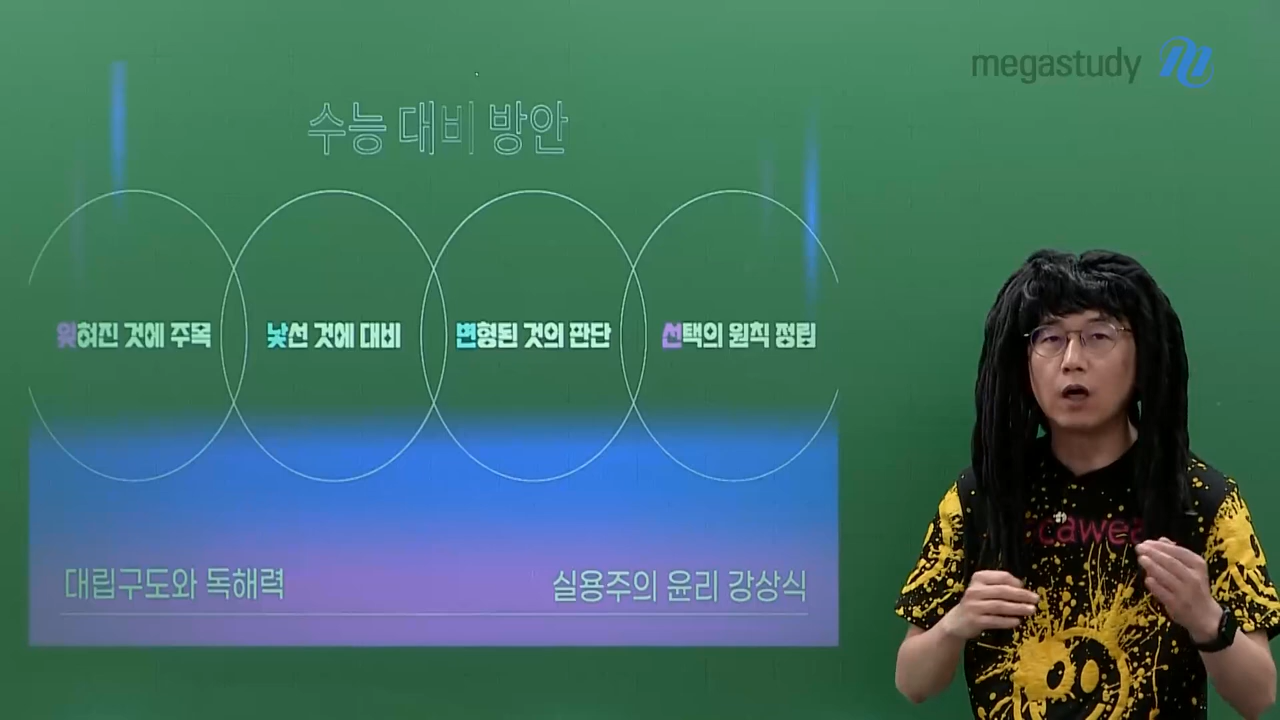 megastudy
수능 대비 방안
잊혀진 것에 주목
낯선 것에 대비
변형된 것의 판단
선택의 원칙 정립
대립구도와 독해력
실용주의 윤리 강상식